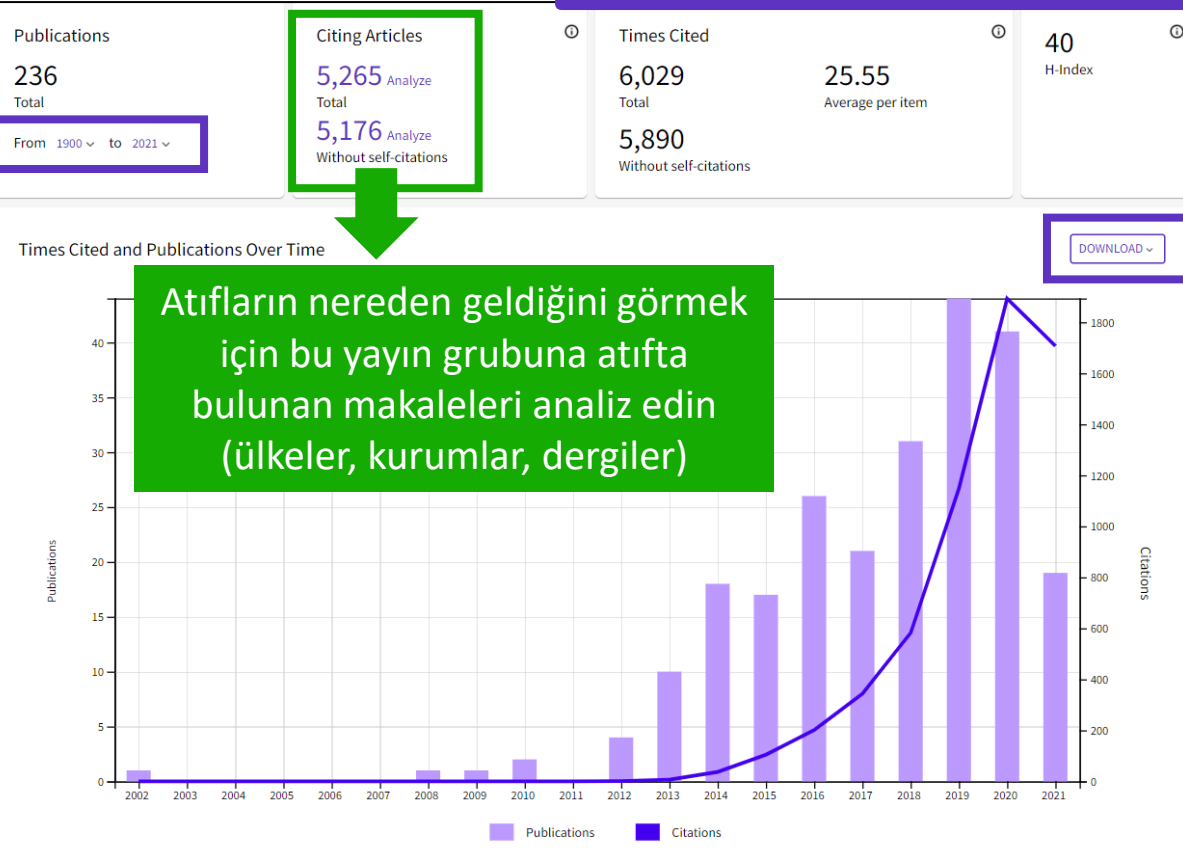 Publications
236
Total
From 1900 to 2021
Citing Articles
5,265 Analyze
Total
5,176 Analyze
Without self-citations
Times Cited
6,029
Total
25.55
Average per item
5,890
Without self-citations
40
H-Index
Times Cited and Publications Over Time
DOWNLOAD
Atıfların nereden geldiğini görmek
için bu yayın grubuna atıfta
bulunan makaleleri analiz edin
(ülkeler, kurumlar, dergiler)
Publications
40
35
30
25
20
15
10
5
0
1800
1600
1400
1200
1000
800
600
400
200
0
Citations
2002 2003 2004 2005 2006 2007 2008 2009 2010 2011 2012 2013 2014 2015 2016 2017 2018 2019 2020 2021
Publications Citations